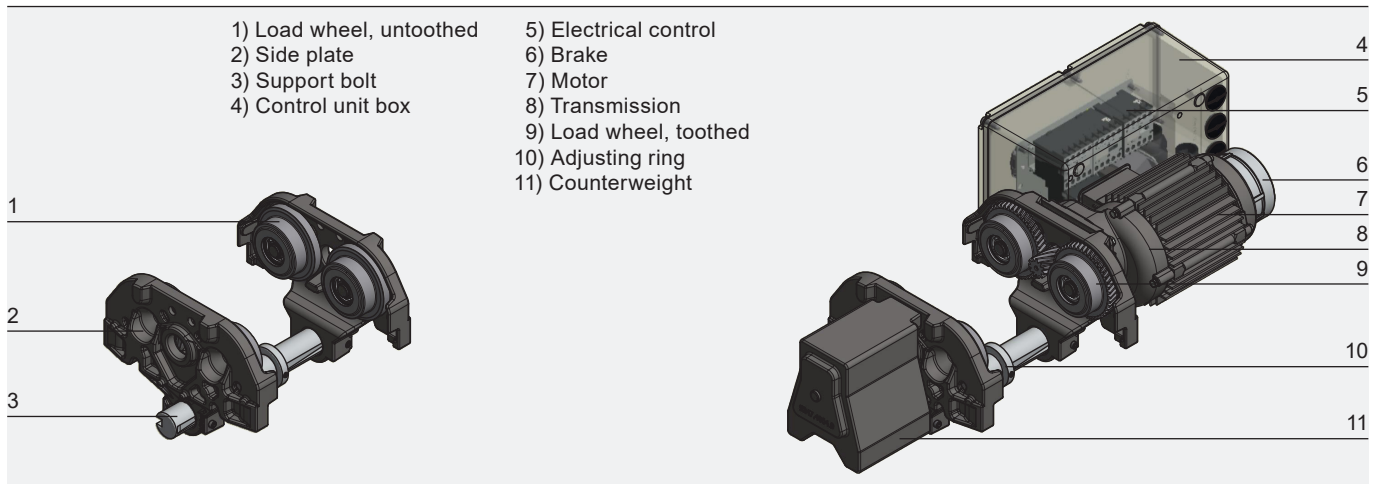 1) Load wheel, untoothed
2) Side plate
3) Support bolt
4) Control unit box
5) Electrical control
6) Brake
7) Motor
8) Transmission
9) Load wheel, toothed
10) Adjusting ring
11) Counterweight
1
2
3
4
5
6
7
8
9
10
11